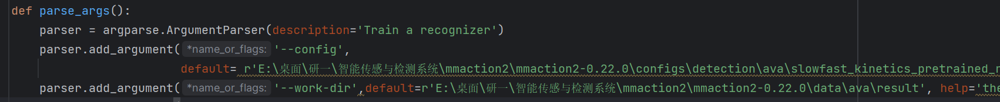 def parse_args():
parser = argparse.ArgumentParser(description='Train a recognizer')
parser.add_argument( *name_or_flags: '--config',
default= r'E:\桌面\研一\智能传感与检测系统\mmaction2\mmaction2-0.22.0\configs\detection\ava\slowfast_kinetics_pretrained_r
parser.add_argument( *name_or_flags: '--work-dir',default=r'E:\桌面\研一\智能传感与检测系统\mmaction2\mmaction2-0.22.0\data\ava\result', help='the